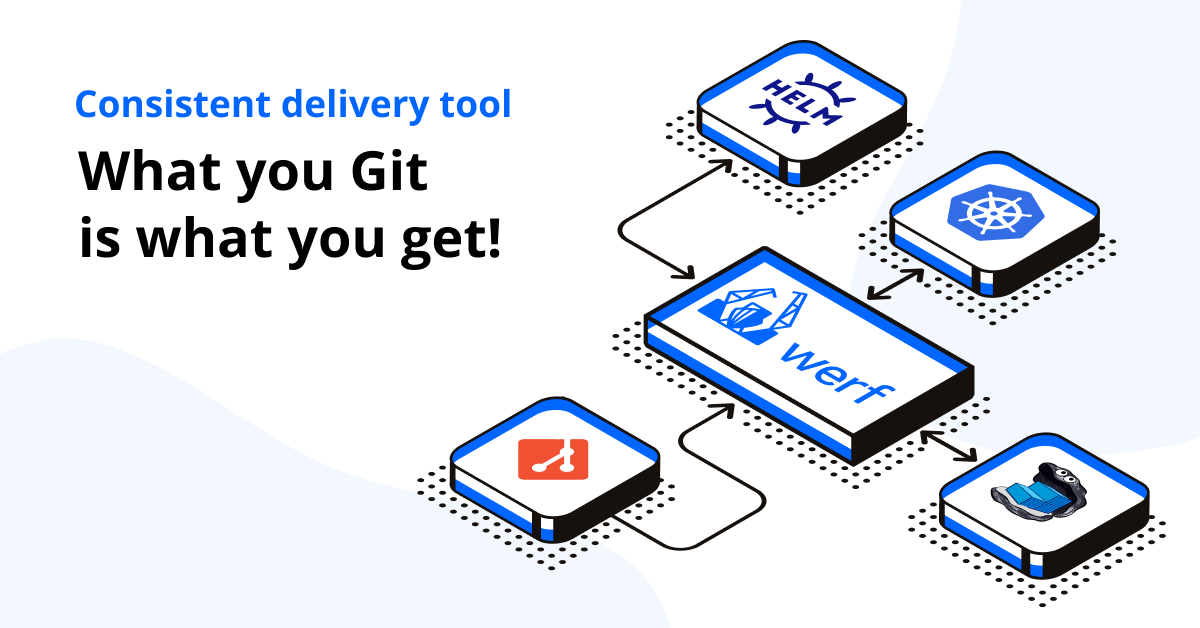 Consistent delivery tool
What you Git
is what you get!
HELM
werf